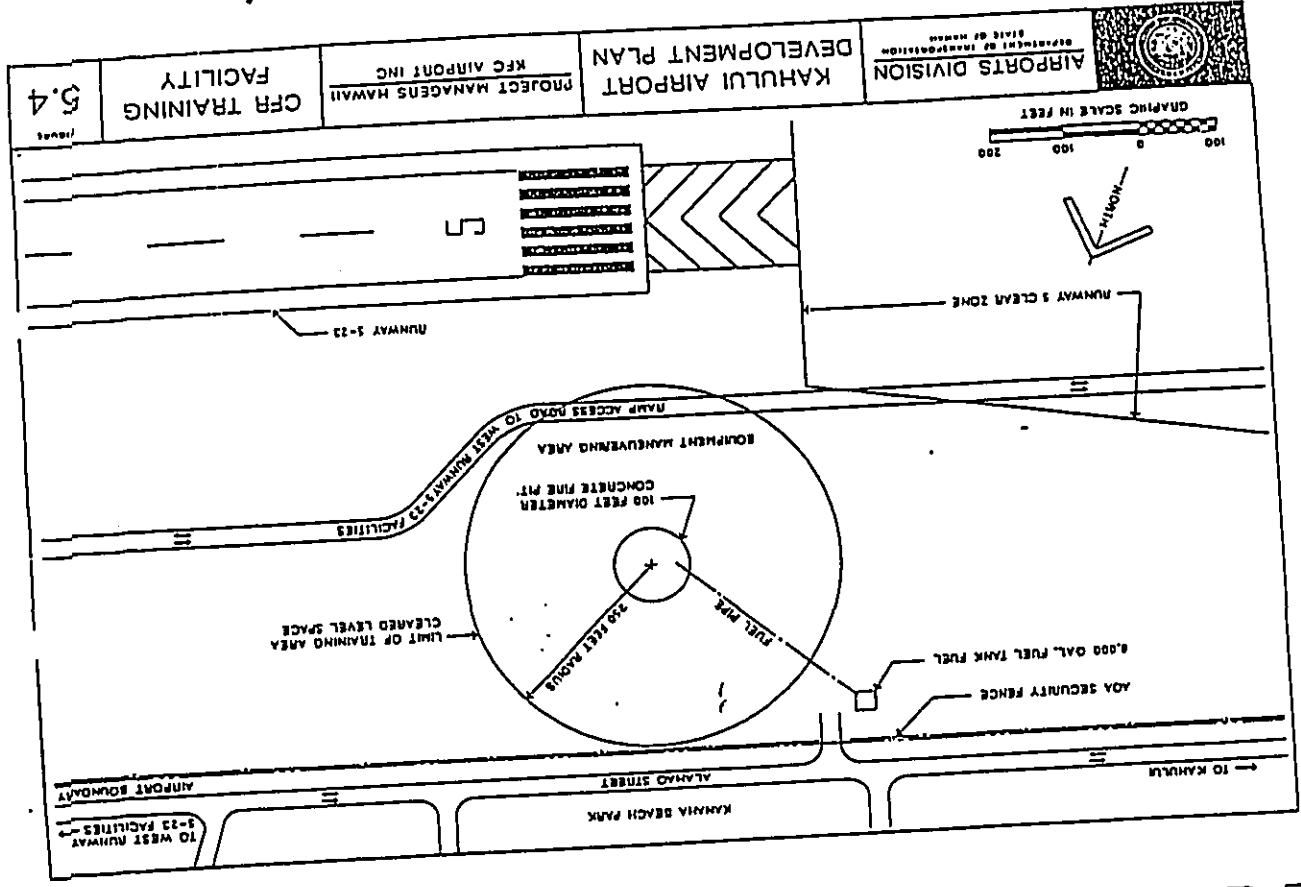 KANAHA BEACH PARK
TO WEST RUNWAY
5-23 FACILITIES
TO KAHULUI
ALAHAO STREET
AIRPORT BOUNDARY
AOA SECURITY FENCE
8,000 GAL. FUEL TANK FUEL
FUEL PIPE
250 FEET RADIUS
LIMIT OF TRAINING AREA
CLEARED LEVEL SPACE
100 FEET DIAMETER
CONCRETE FIRE PIT
EQUIPMENT MANEUVERING AREA
RAMP ACCESS ROAD TO WEST RUNWAY 5-23 FACILITIES
RUNWAY 5 CLEAR ZONE
RUNWAY 5-23
NORTH
5
100 0 100 200
GRAPHIC SCALE IN FEET
AIRPORTS DIVISION
DEPARTMENT OF TRANSPORTATION
STATE OF HAWAII
KAHULUI AIRPORT
DEVELOPMENT PLAN
PROJECT MANAGERS HAWAII
KFC AIRPORT INC
CFR TRAINING
FACILITY
FIGURE
5.4